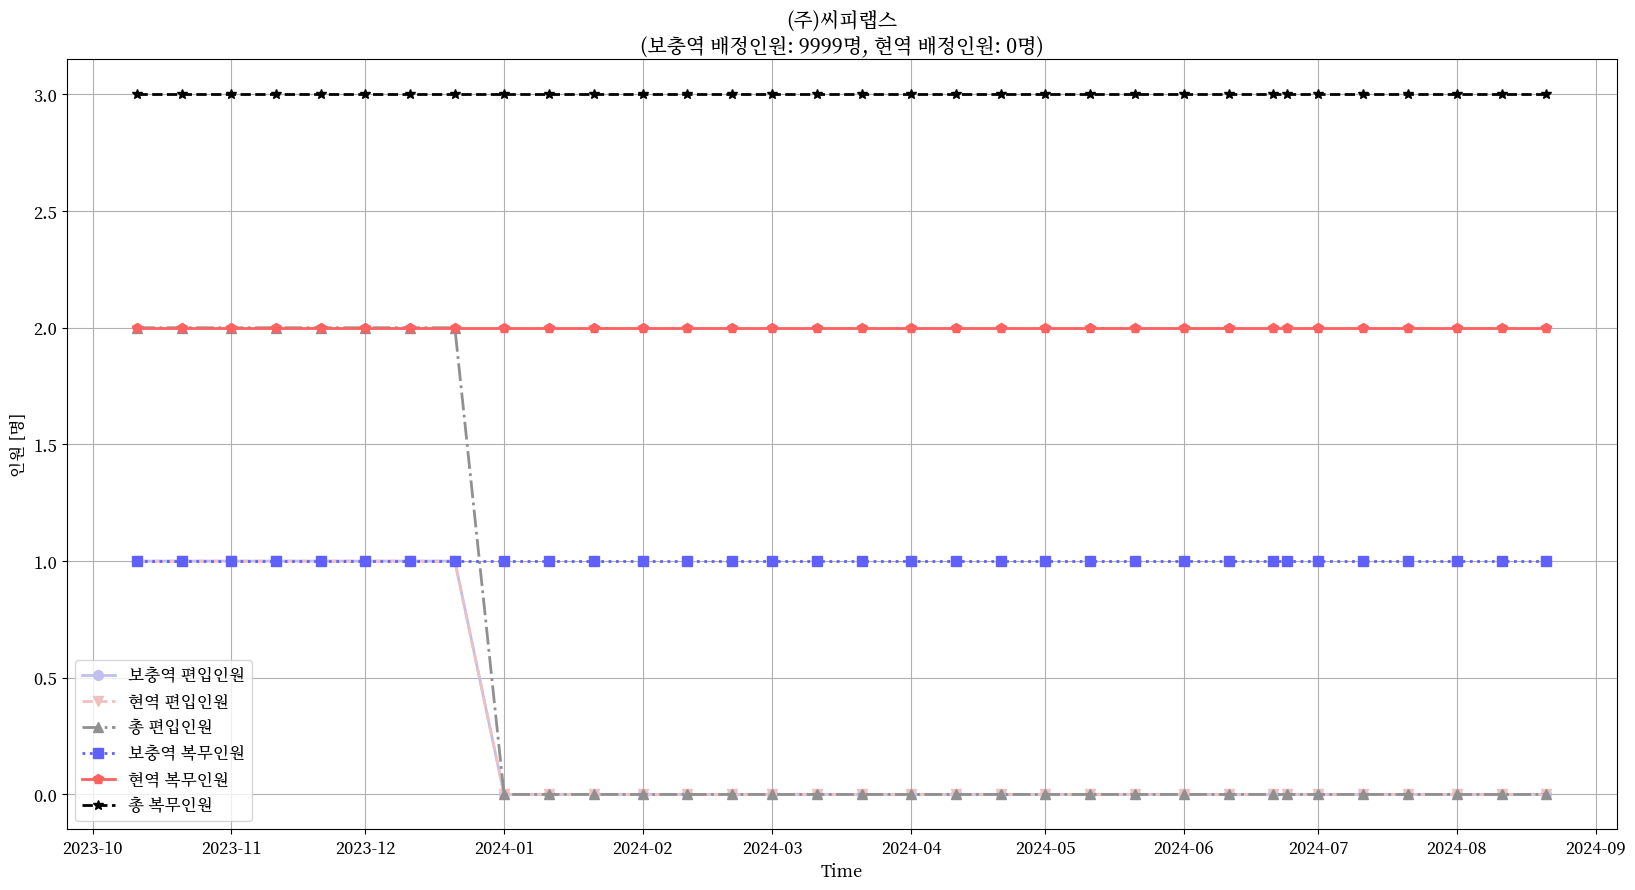 (주)씨피랩스
(보충역 배정인원: 9999명, 현역 배정인원: 0명)
3.0
2.5
2.0
1.5
1.0
0.5
0.0
인원 [명]
보충역 편입인원
현역 편입인원
총 편입인원
보충역 복무인원
현역 복무인원
총 복무인원
2023-10 2023-11 2023-12 2024-01 2024-02 2024-03 2024-04 2024-05 2024-06 2024-07 2024-08 2024-09
Time